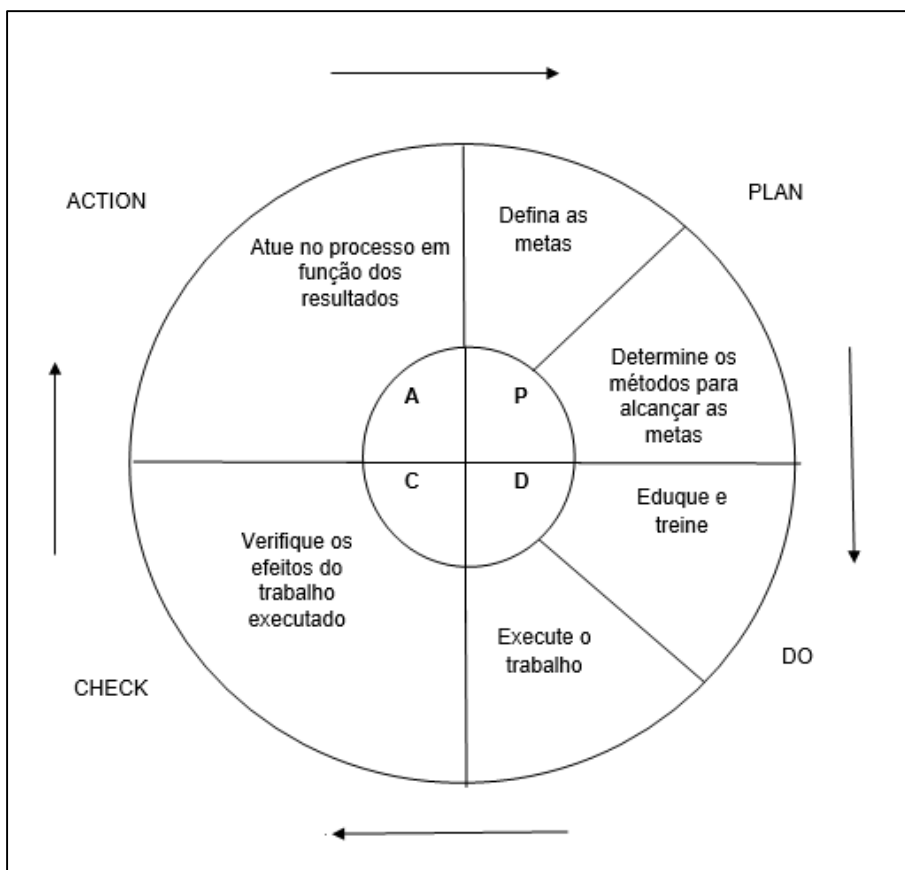 ACTION
PLAN
Atue no processo em
função dos
resultados
Defina as
metas
Determine os
métodos para
alcançar as
metas
A
P
C
D
Eduque e
treine
Execute o
trabalho
Verifique os
efeitos do
trabalho
executado
CHECK
DO